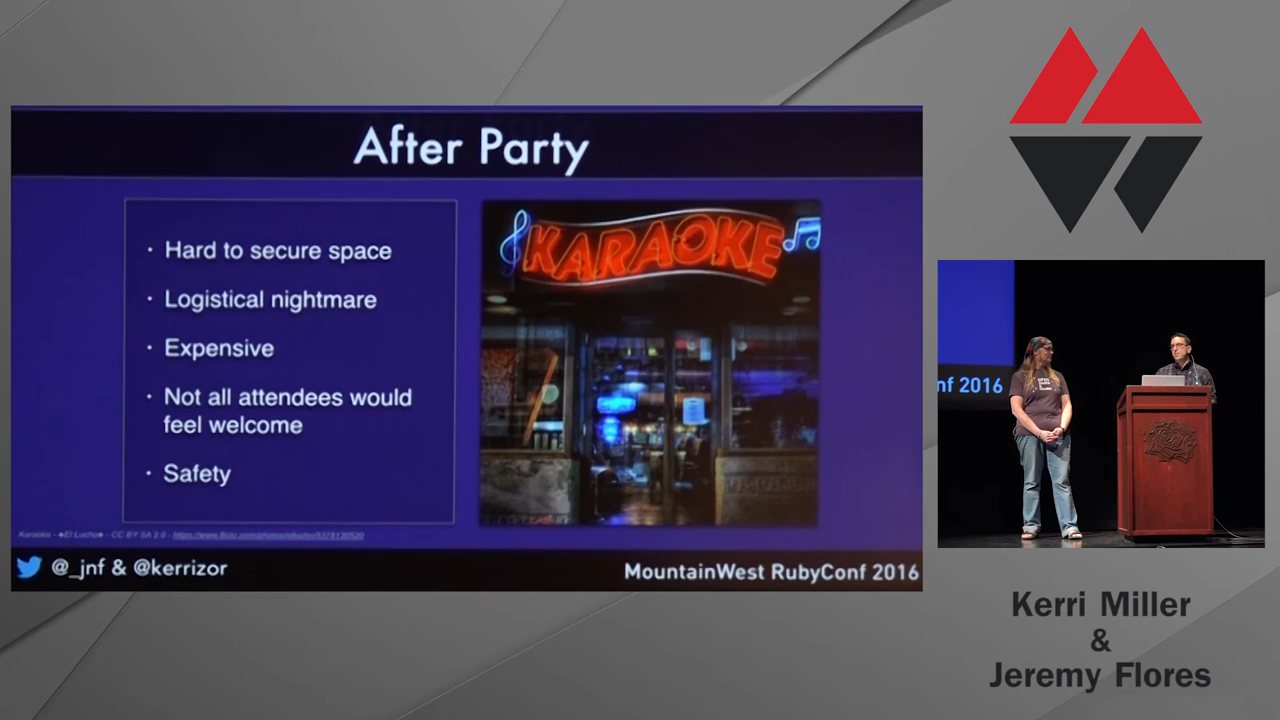 After Party
· Hard to secure space
· Logistical nightmare
· Expensive
· Not all attendees would
feel welcome
· Safety
KARAOKE
@_jnf & @kerrizor
MountainWest RubyConf 2016
nf 2016
Kerri Miller
&
Jeremy Flores